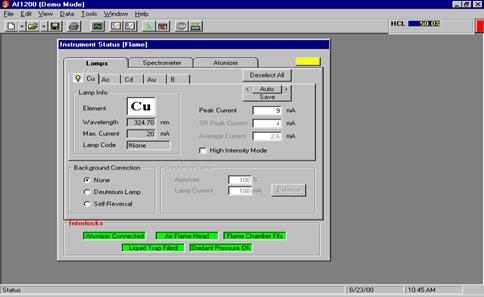 AI1200 (Demo Mode)
File Edit View Data Tools Window Help
HCL 50.03
Instrument Status [Flame]
Lamps Spectrometer Atomizer
Cu Ac Cd Au B
Deselect All
< Auto >
Save
Lamp Info
Element Cu
Wavelength 324.70 nm
Max. Current 20 mA
Lamp Code !None
Peak Current 9 mA
SR Peak Current 4 mA
Average Current 2.6 mA
High Intensity Mode
Background Correction
None
Deuterium Lamp
Self-Reversal
Deuterium Lamp
Aperture 100 %
Lamp Current 188 mA
Balance
Interlocks
Atomizer Connected Air Flame Head Flame Chamber Fits
Liquid Trap Filled Oxidant Pressure OK
Status 8/23/00 10:45 AM